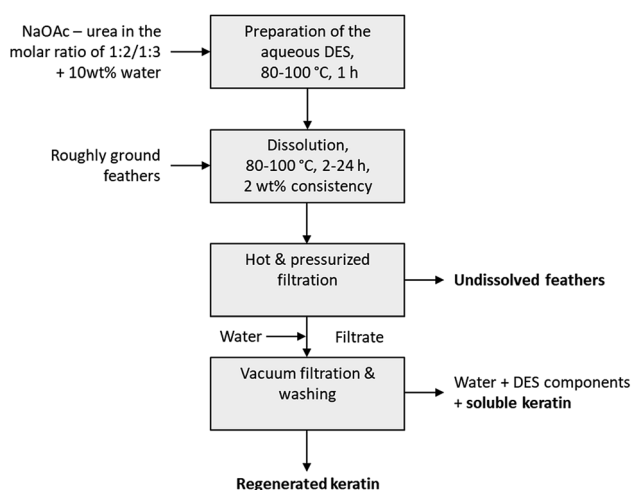 NaOAc – urea in the
molar ratio of 1:2/1:3
+ 10wt% water
Preparation of the
aqueous DES,
80-100 °C, 1 h
Roughly ground
feathers
Dissolution,
80-100 °C, 2-24 h,
2 wt% consistency
Hot & pressurized
filtration
Undissolved feathers
Water
Filtrate
Vacuum filtration &
washing
Water + DES components
+ soluble keratin
Regenerated keratin